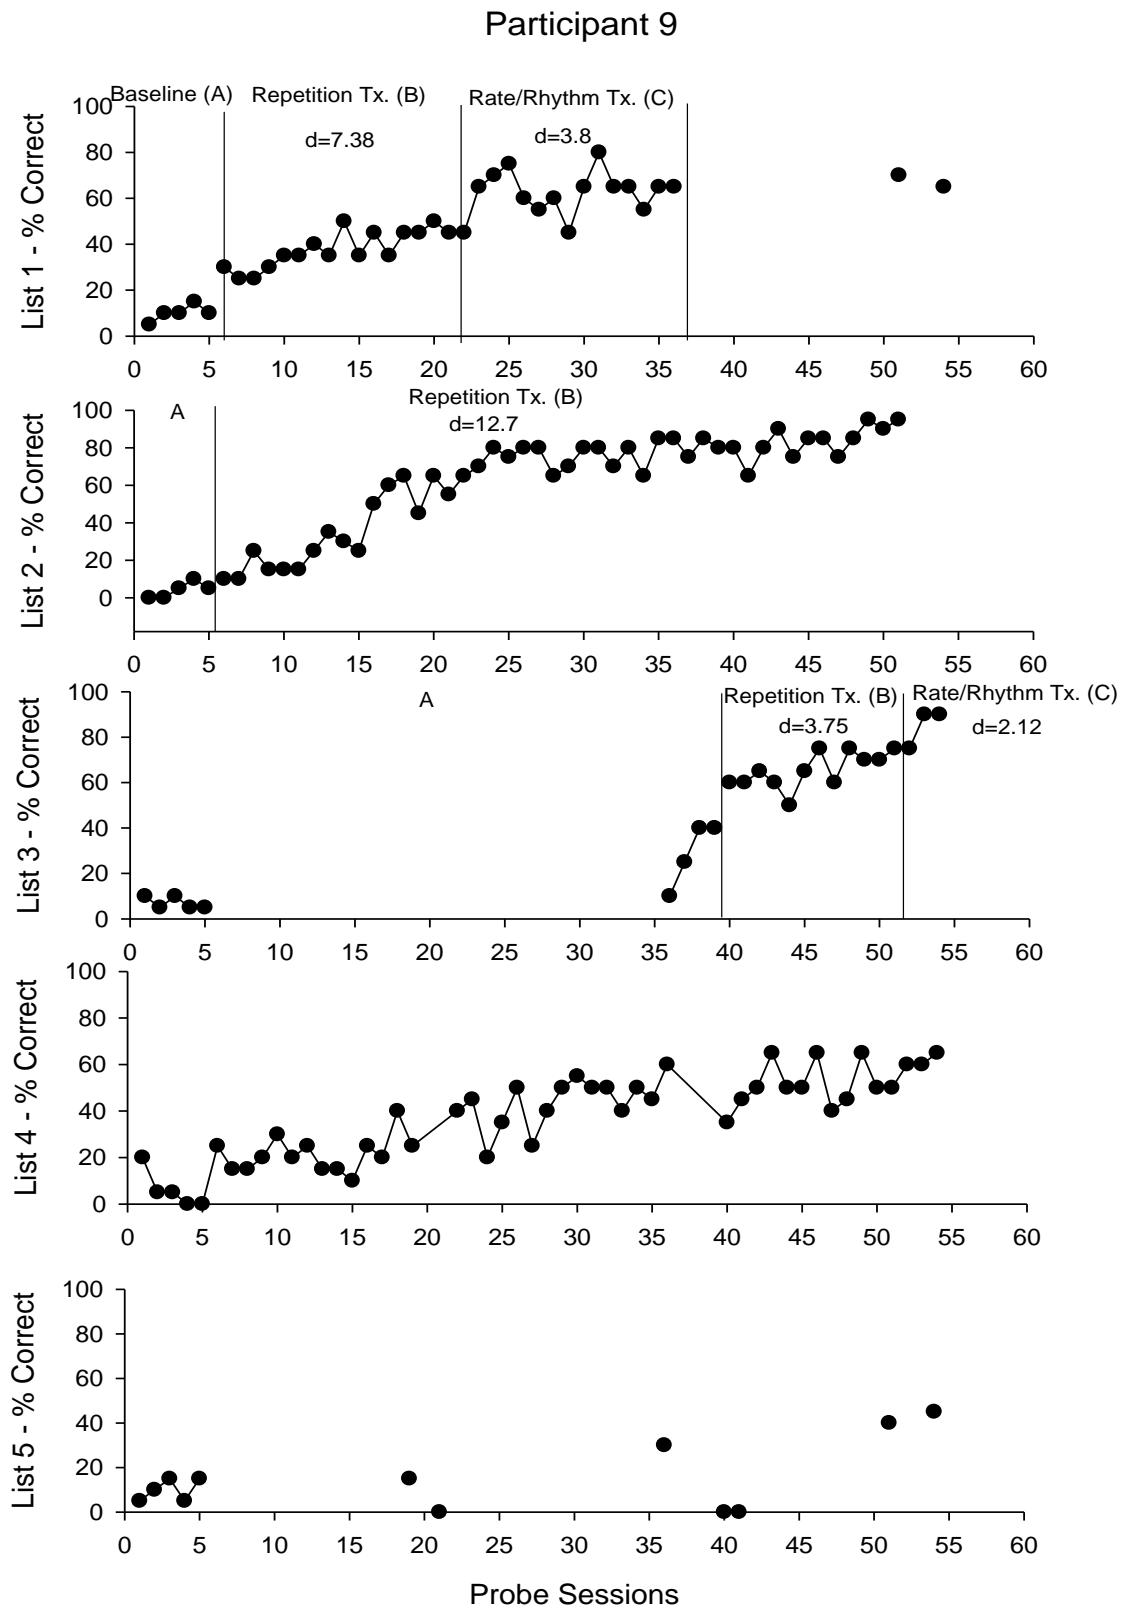 Participant 9
Baseline (A) Repetition Tx. (B) Rate/Rhythm Tx. (C)
d=7.38 d=3.8
List 1 - % Correct
100
80
60
40
20
0
0 5 10 15 20 25 30 35 40 45 50 55 60
Repetition Tx. (B)
A d=12.7
List 2 - % Correct
100
80
60
40
20
0
0 5 10 15 20 25 30 35 40 45 50 55 60
A Repetition Tx. (B) Rate/Rhythm Tx. (C)
d=3.75 d=2.12
List 3 - % Correct
100
80
60
40
20
0
0 5 10 15 20 25 30 35 40 45 50 55 60
List 4 - % Correct
100
80
60
40
20
0
0 5 10 15 20 25 30 35 40 45 50 55 60
List 5 - % Correct
100
80
60
40
20
0
0 5 10 15 20 25 30 35 40 45 50 55 60
Probe Sessions